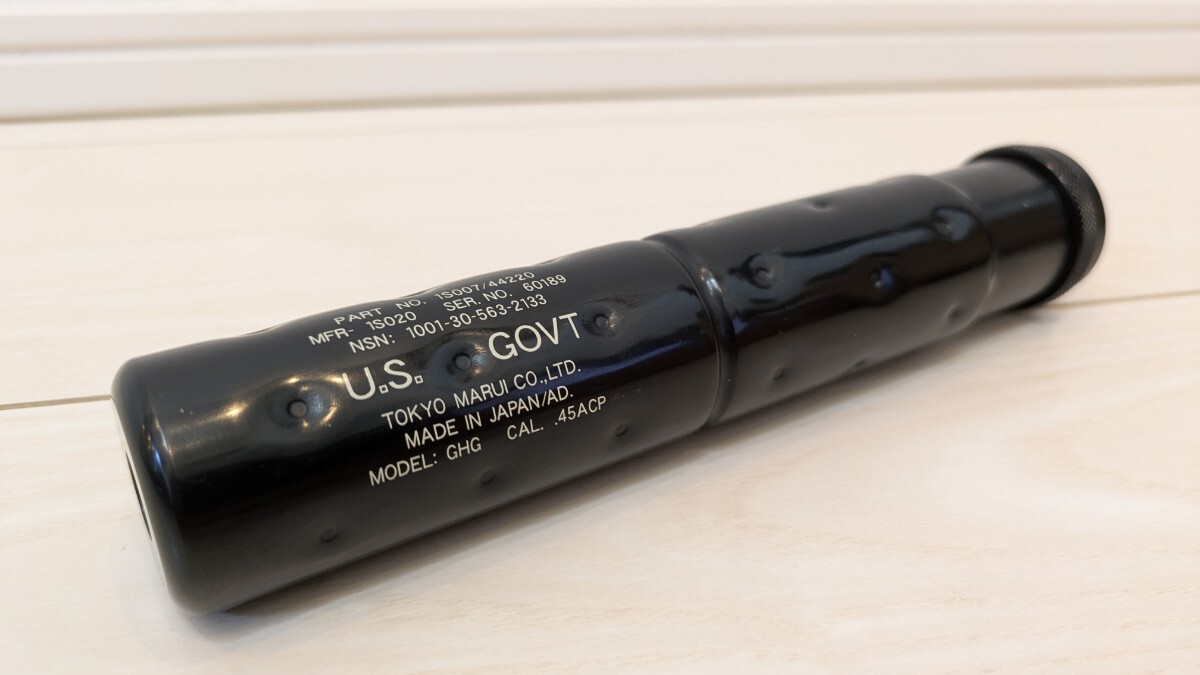 PART NO. 1S007/44220
MFR- 1S020 SER. NO. 60189
NSN: 1001-30-563-2133
U.S. GOVT
TOKYO MARUI CO.,LTD.
MADE IN JAPAN/AD.
MODEL: GHG CAL. .45ACP